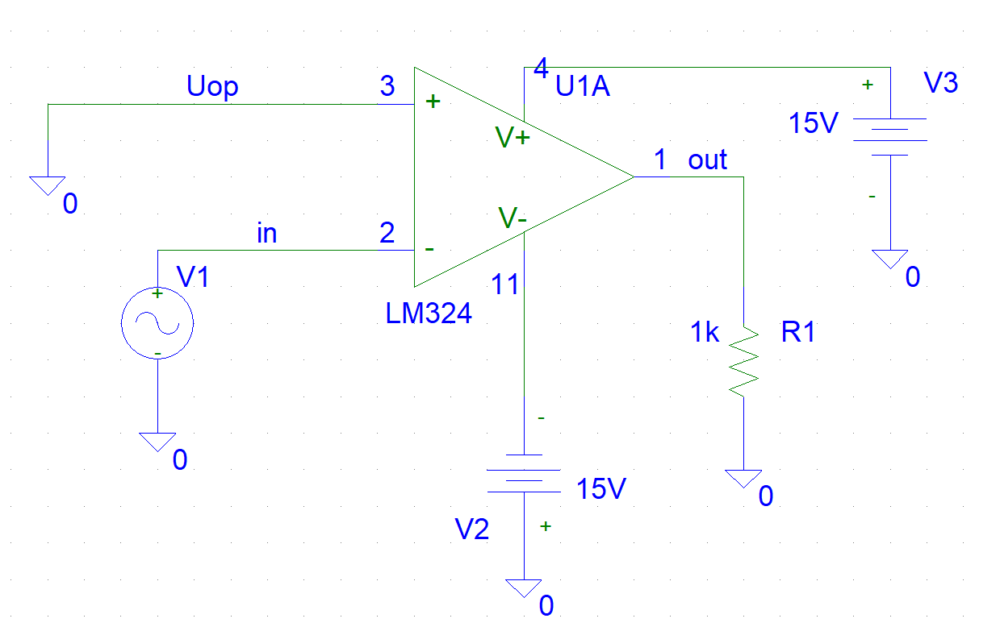 4
U1A
V3
Uop
3
+
+
V+
15V
1
out
0
-
V-
in
2
-
0
V1
+
11
LM324
1k
R1
-
-
0
15V
0
V2
+
0